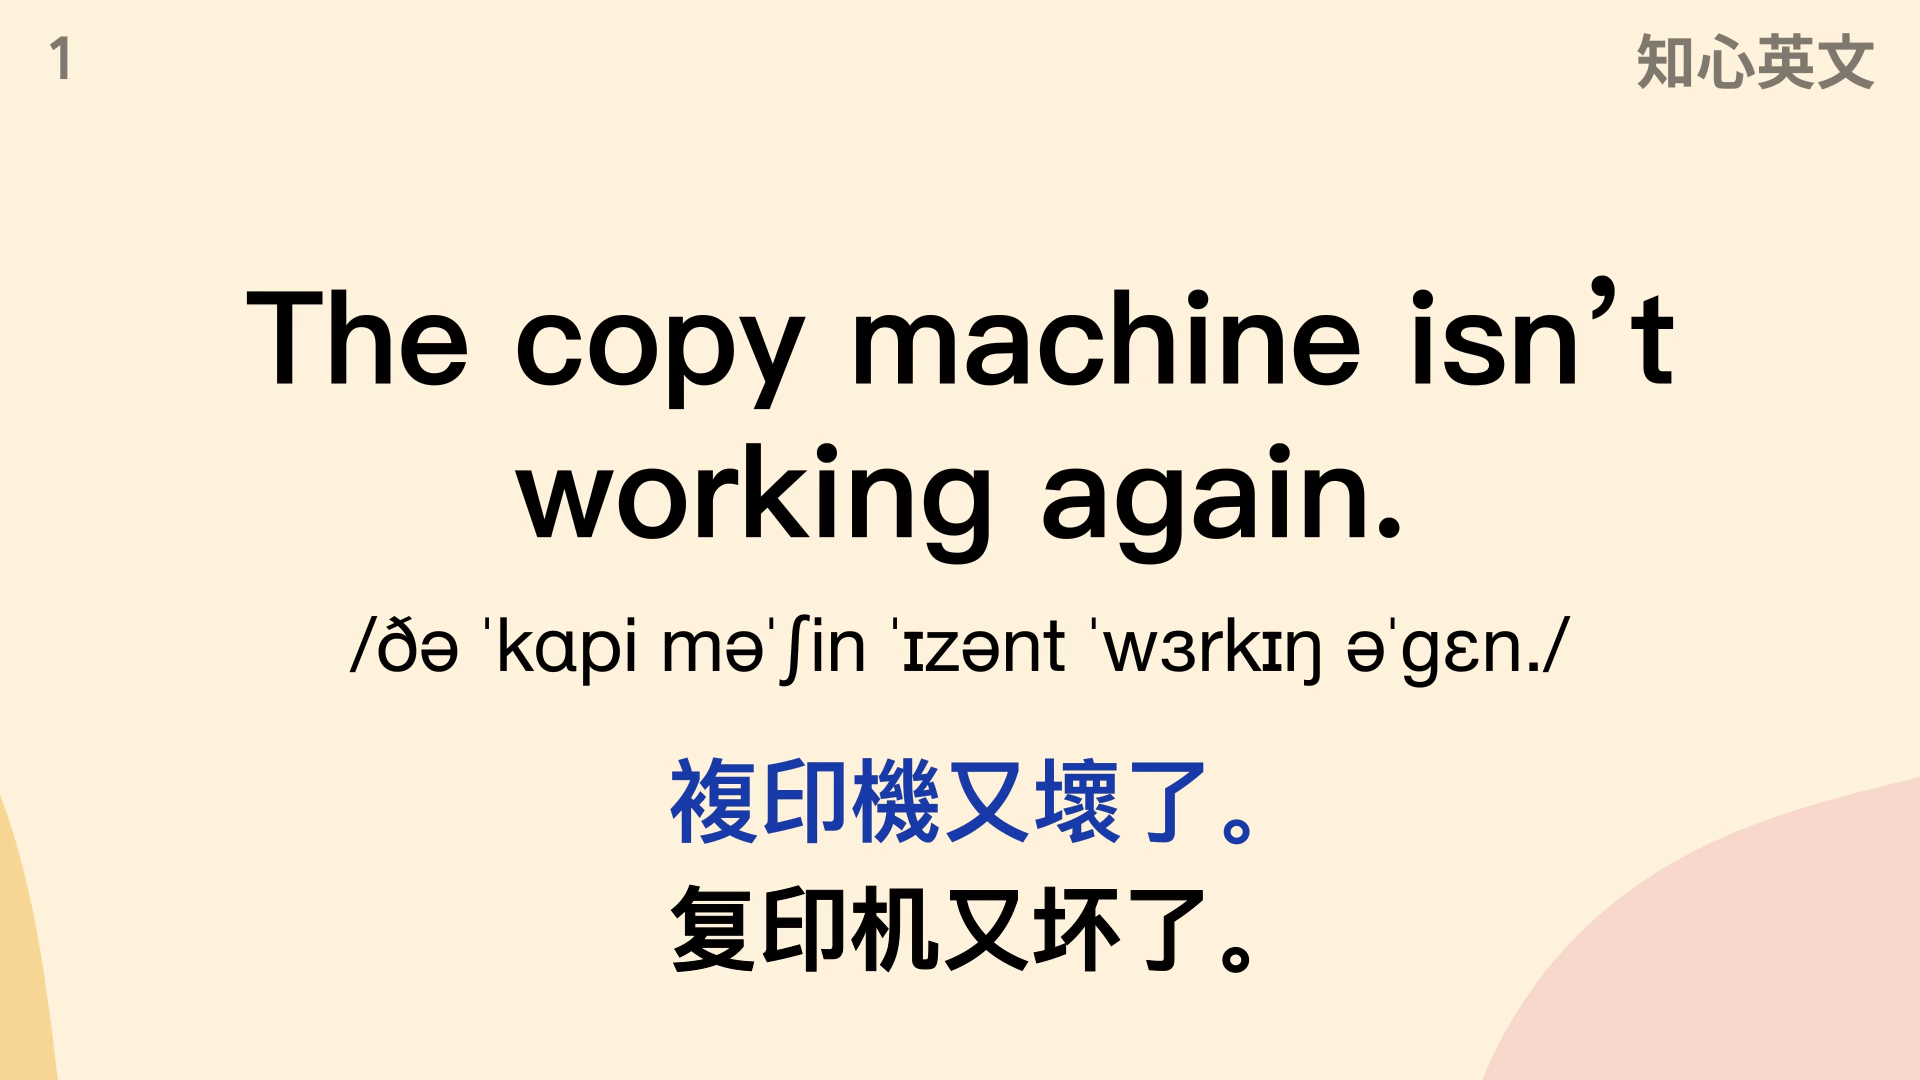 1
知心英文
The copy machine isn’t
working again.
/ðə ˈkɑpi məˈʃin ˈɪzənt ˈwɜrkɪŋ əˈgɛn./
複印機又壞了。
复印机又坏了。